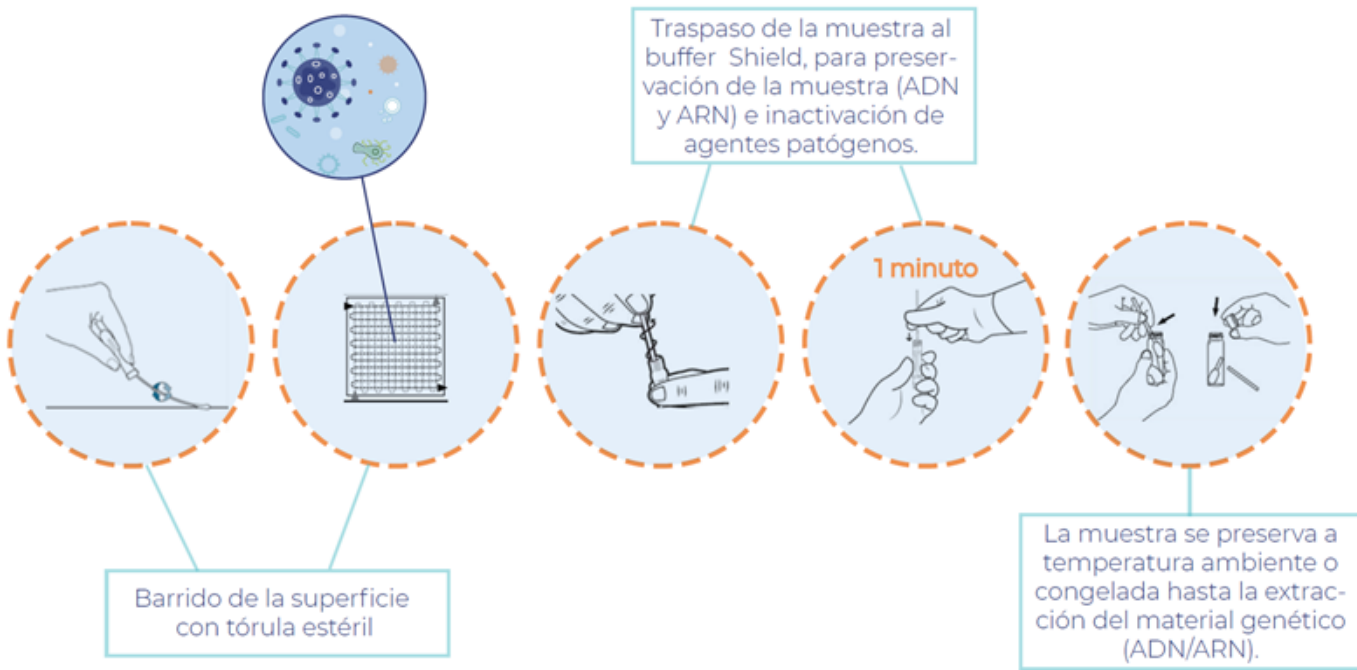 Traspaso de la muestra al
buffer Shield, para preser-
vación de la muestra (ADN
y ARN) e inactivación de
agentes patógenos.
1 minuto
Barrido de la superficie
con tórula estéril
La muestra se preserva a
temperatura ambiente o
congelada hasta la extrac-
ción del material genético
(ADN/ARN).